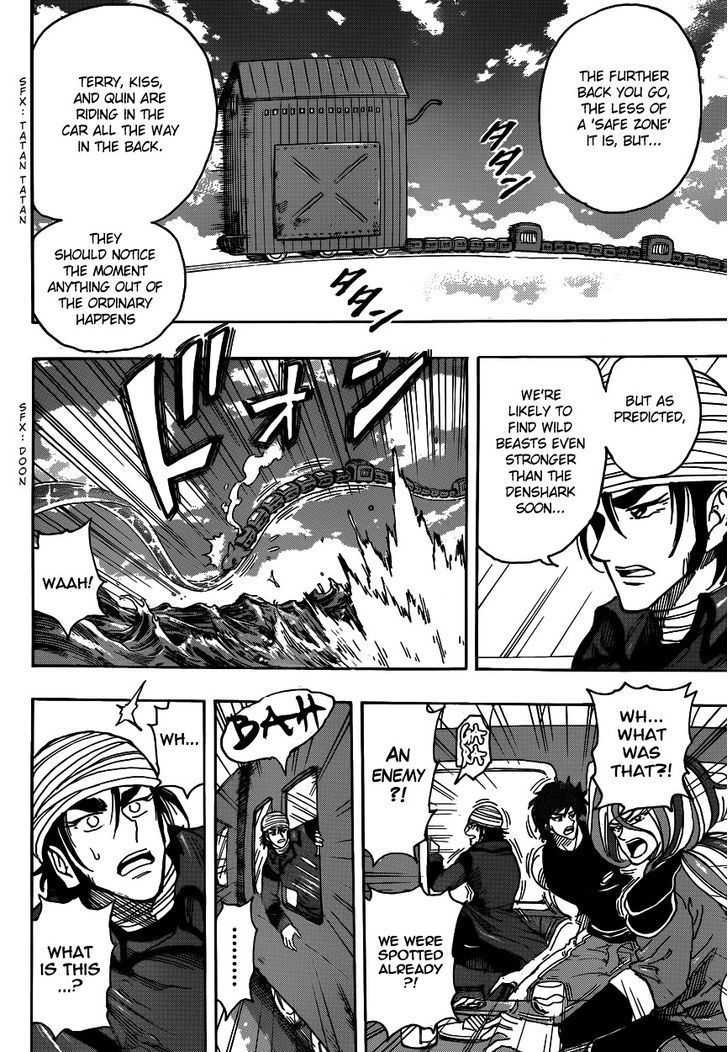 THE FURTHER
BACK YOU GO,
THE LESS OF
A 'SAFE ZONE'
IT IS, BUT...
タタン
TERRY, KISS,
AND QUIN ARE
RIDING IN THE
CAR ALL THE WAY
IN THE BACK.
THEY
SHOULD NOTICE
THE MOMENT
ANYTHING OUT OF
THE ORDINARY
HAPPENS
タタン
SFX: TATAN TATAN
BUT AS
PREDICTED,
WE'RE
LIKELY TO
FIND WILD
BEASTS EVEN
STRONGER
THAN THE
DENSHARK
SOON...
ドォン
WAAH!
SFX: DOON
WH...
WHAT
WAS
THAT?!
AN
ENEMY
?!
WE WERE
SPOTTED
ALREADY
?!
BAH
......
WH...
WHAT
IS THIS
...?